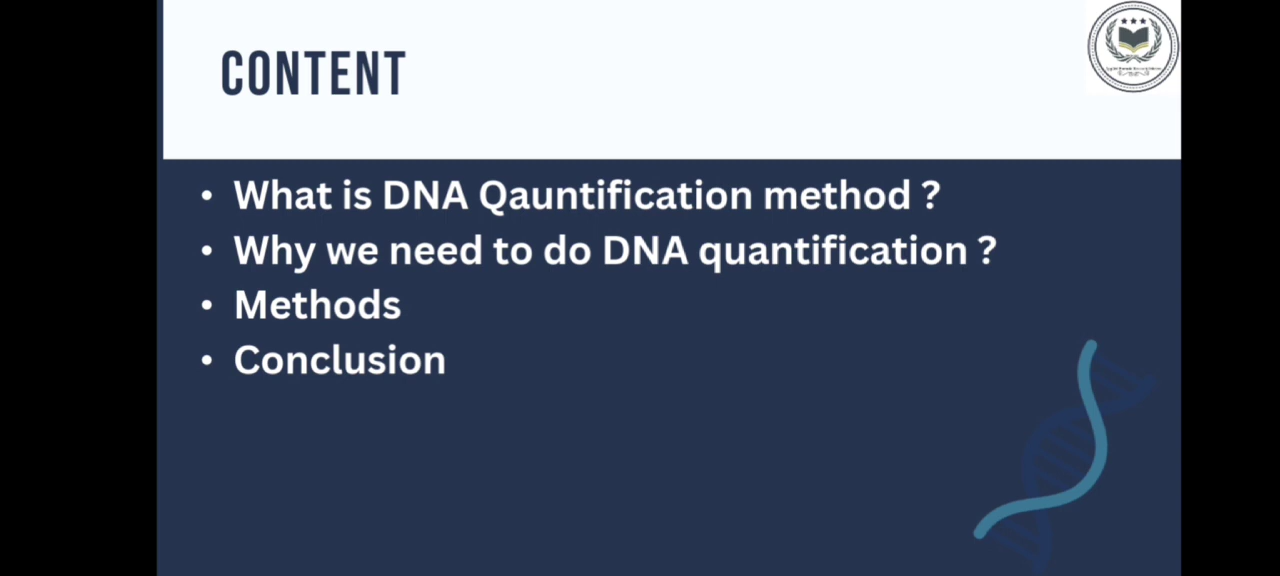 CONTENT
• What is DNA Qauntification method ?
• Why we need to do DNA quantification ?
• Methods
• Conclusion